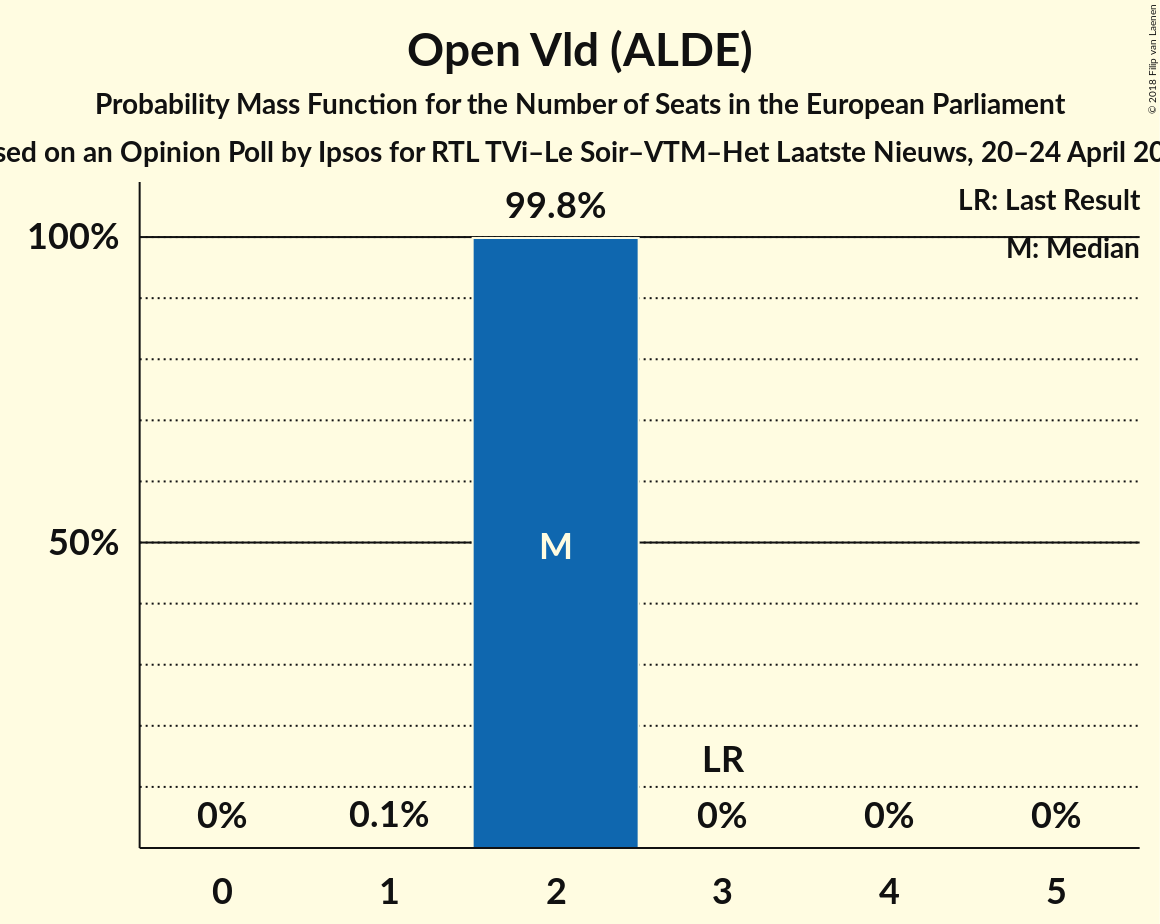 Open Vld (ALDE)
Probability Mass Function for the Number of Seats in the European Parliament
sed on an Opinion Poll by Ipsos for RTL TVi–Le Soir–VTM–Het Laatste Nieuws, 20–24 April 20
© 2018 Filip van Laenen
LR: Last Result
M: Median
99.8%
100%
50%
M
LR
0%
0.1%
0%
0%
0%
0
1
2
3
4
5